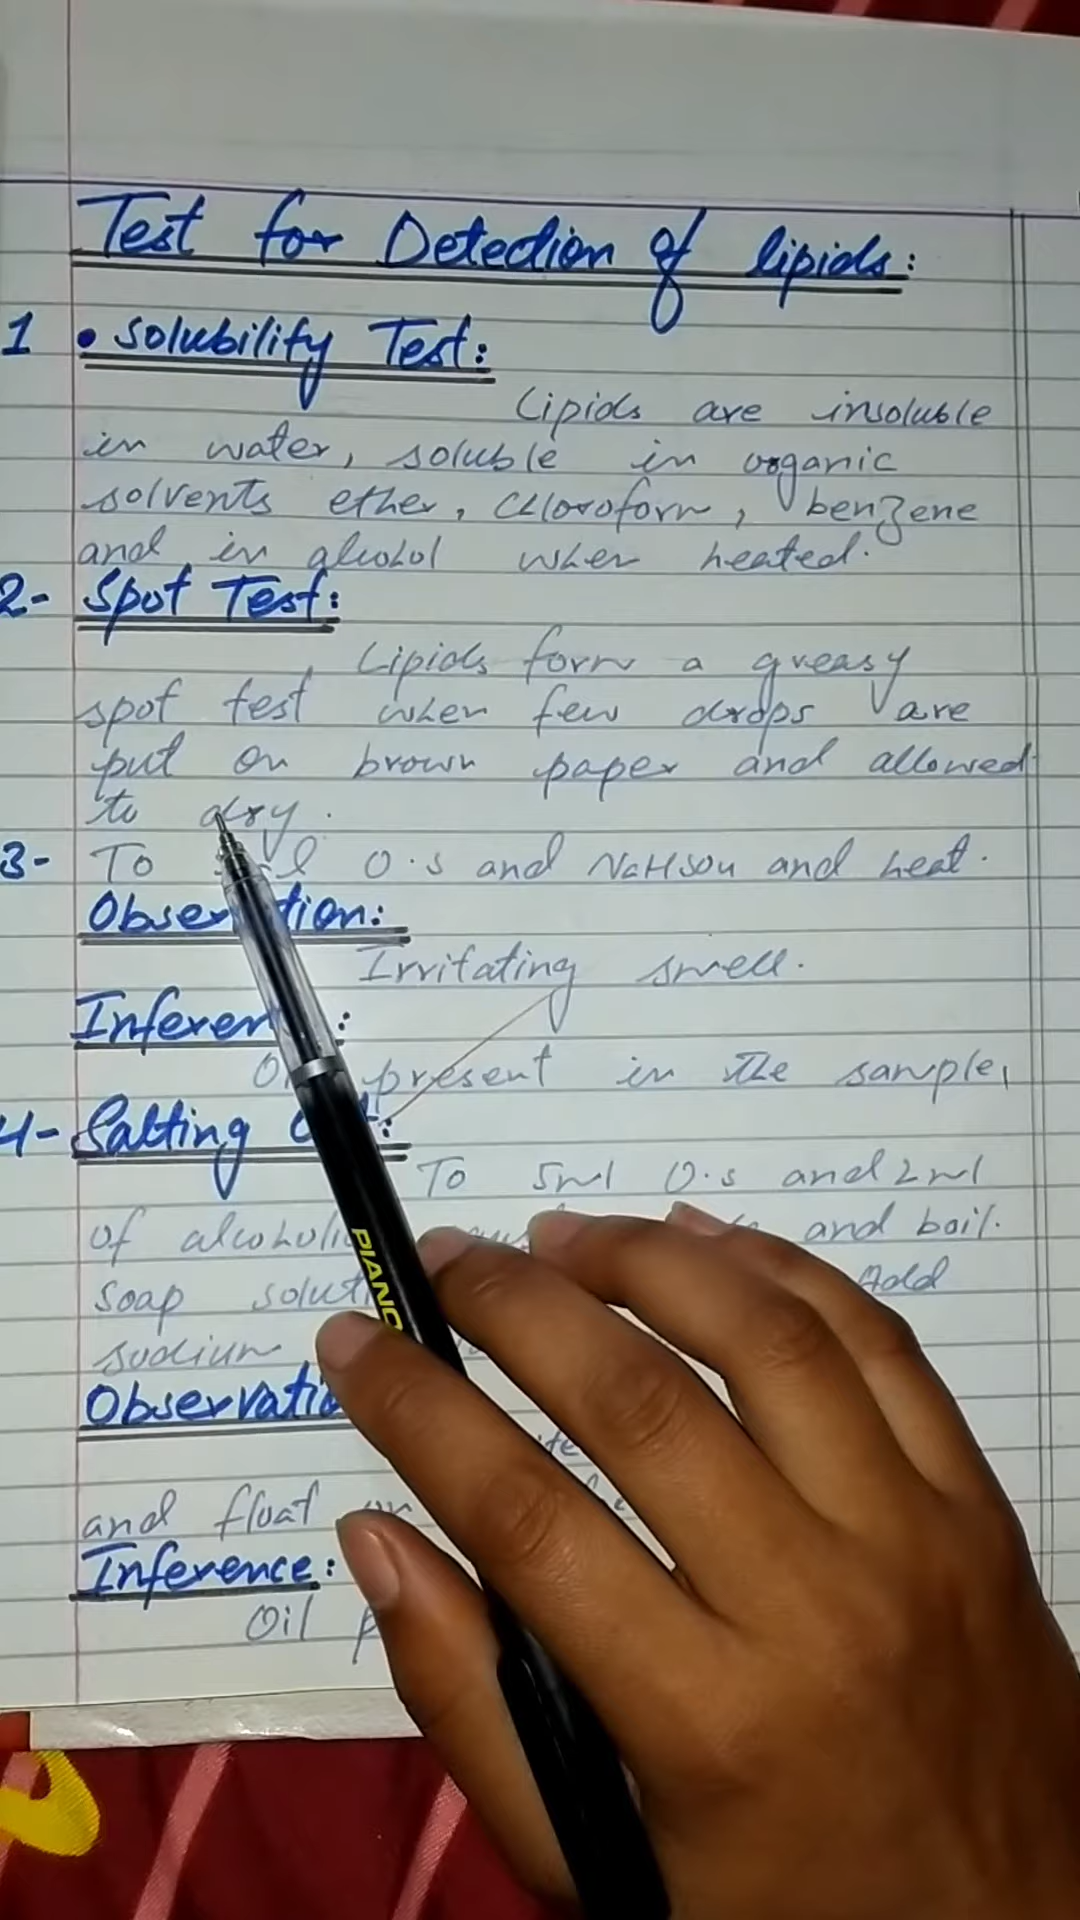 Test for Detection of lipids:
1 • Solubility Test:
Lipids are insoluble
in water, soluble in organic
solvents ether, Chloroform, benzene
and in alcohol when heated.
2- Spot Test:
Lipids form a greasy
spot test when few drops are
put on brown paper and allowed
to dry.
3- To O.S and NaHSO4 and heat.
Observation:
Irritating smell.
Inference:
present in the sample,
4- Salting Out:
To 5ml O.S and 2ml
of alcoholic and boil.
soap Add
sodium
Observation
and float on
Inference:
Oil
PIANO